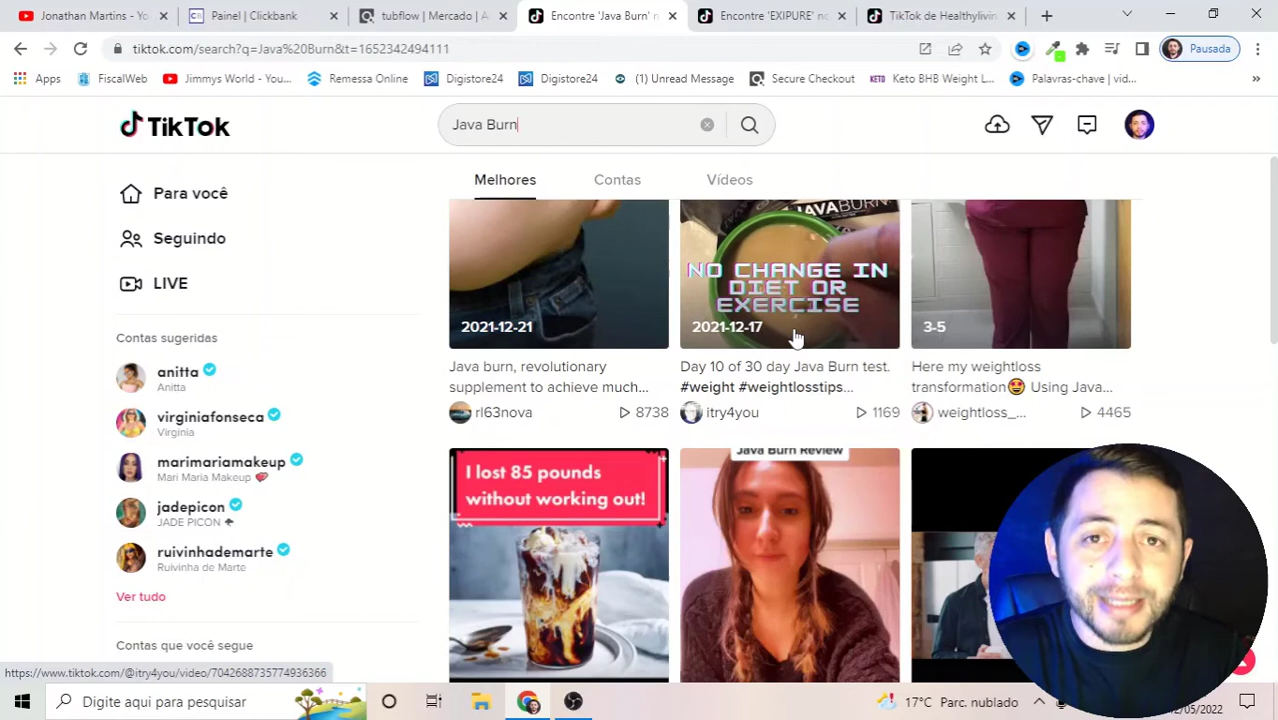 Jonathan Martins - You
Painel | Clickbank
tubflow | Mercado | A
Encontre 'Java Burn' n
Encontre 'EXIPURE' no
TikTok de Healthylivin
tiktok.com/search?q=Java%20Burn&t=1652342494111
Pausada
Apps
FiscalWeb
Jimmys World - You...
Remessa Online
Digistore24
Digistore24
(1) Unread Message
Secure Checkout
KETO
Keto BHB Weight L...
Palavras-chave | vid...
TikTok
Java Burn
Para você
Seguindo
LIVE
Contas sugeridas
anitta
Anitta
virginiafonseca
Virginia
marimariamakeup
Mari Maria Makeup
jadepicon
JADE PICON
ruivinhademarte
Ruivinha de Marte
Ver tudo
Contas que você segue
Melhores
Contas
Vídeos
JAVABURN
NO CHANGE IN
DIET OR
EXERCISE
2021-12-21
2021-12-17
3-5
Java burn, revolutionary
supplement to achieve much...
rl63nova
8738
Day 10 of 30 day Java Burn test.
#weight #weightlosstips...
itry4you
1169
Here my weightloss
transformation🤩 Using Java...
weightloss_...
4465
I lost 85 pounds
without working out!
Java Burn Review
https://www.tiktok.com/@itry4you/video/7042688735774936366
Digite aqui para pesquisar
17°C Parc. nublado
12/05/2022